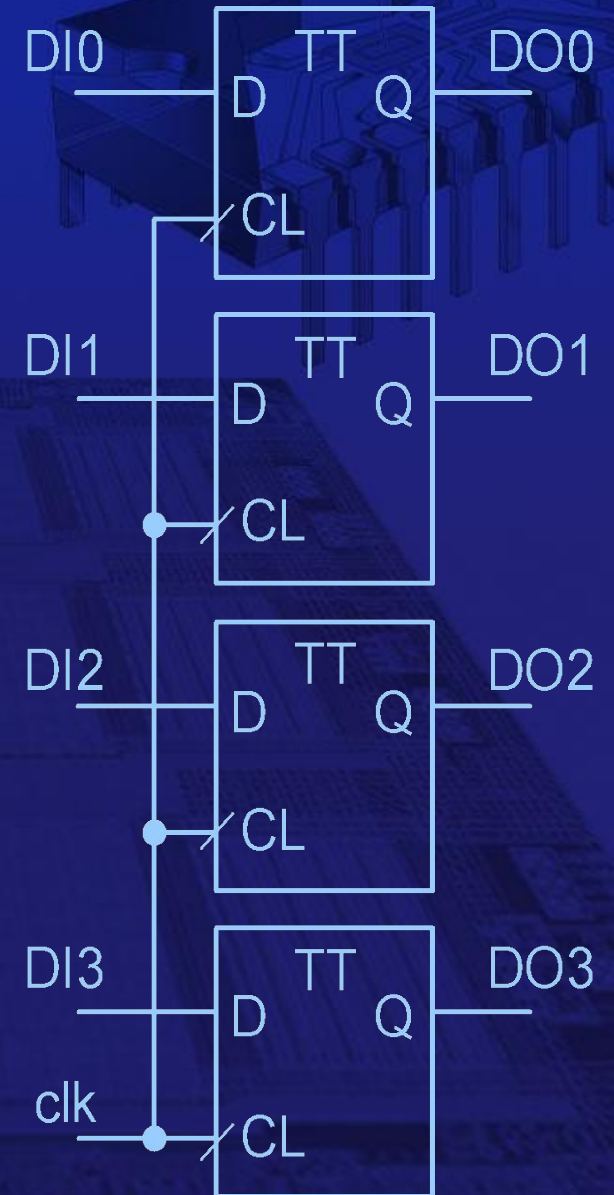 DI0 TT DO0
D Q
CL
DI1 TT DO1
D Q
CL
DI2 TT DO2
D Q
CL
DI3 TT DO3
D Q
clk CL